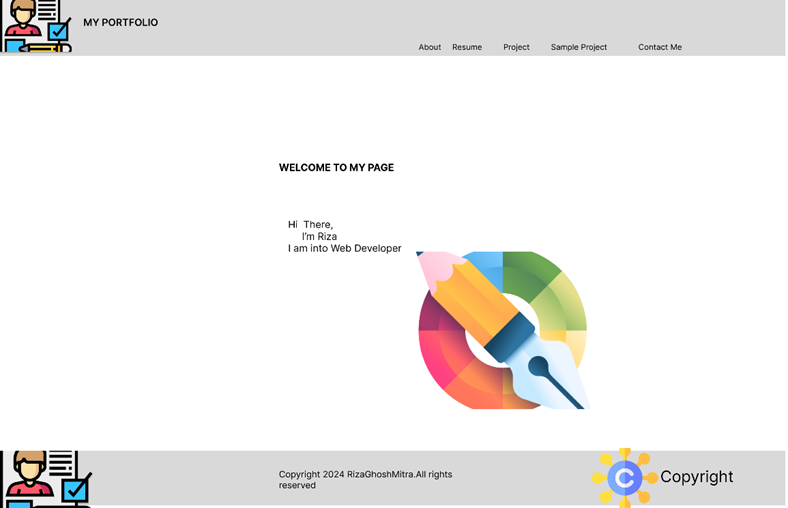 MY PORTFOLIO
About Resume Project Sample Project Contact Me
WELCOME TO MY PAGE
Hi There,
I'm Riza
I am into Web Developer
Copyright 2024 RizaGhoshMitra.All rights
reserved
C Copyright